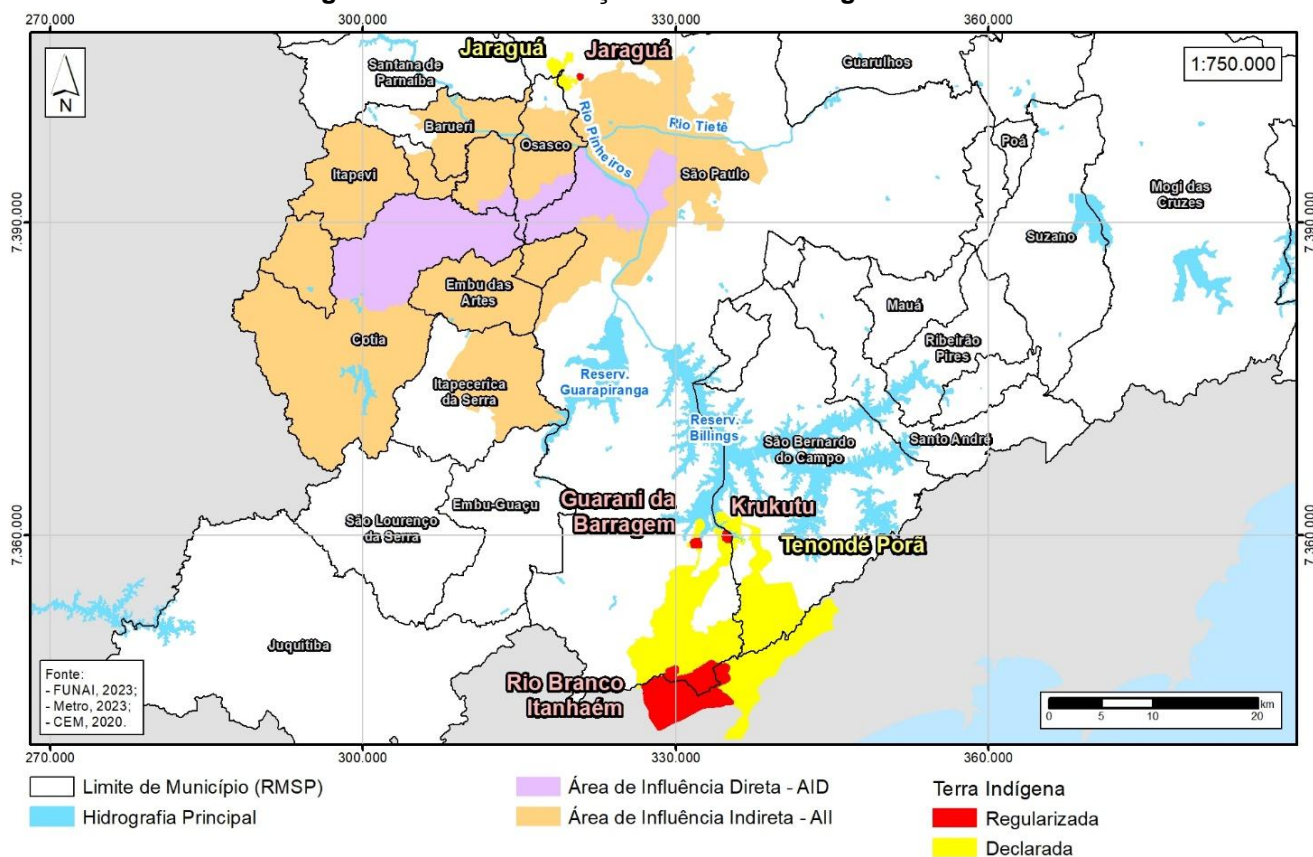 270.000 300.000 330.000 360.000
N
Jaraguá
Jaraguá
1:750.000
Santana de
Parnaíba
Guarulhos
Barueri
Rio Pinheiros
Rio Tietê
Osasco
Poá
Itapevi
São Paulo
Mogi das
Cruzes
7.390.000
7.390.000
Suzano
Embu das
Artes
Mauá
Cotia
Ribeirão
Pires
Reserv.
Guarapiranga
Itapecerica
da Serra
Reserv.
Billings
São Bernardo
do Campo
Santo André
Guarani da
Barragem
Krukutu
Embu-Guaçu
São Lourenço
da Serra
7.360.000
7.360.000
Tenondé Porã
Juquitiba
Rio Branco
Itanhaém
Fonte:
- FUNAI, 2023;
- Metro, 2023;
- CEM, 2020.
0 5 10 20 km
270.000 300.000 330.000 360.000
Limite de Município (RMSP)
Hidrografia Principal
Área de Influência Direta - AID
Área de Influência Indireta - AII
Terra Indígena
Regularizada
Declarada